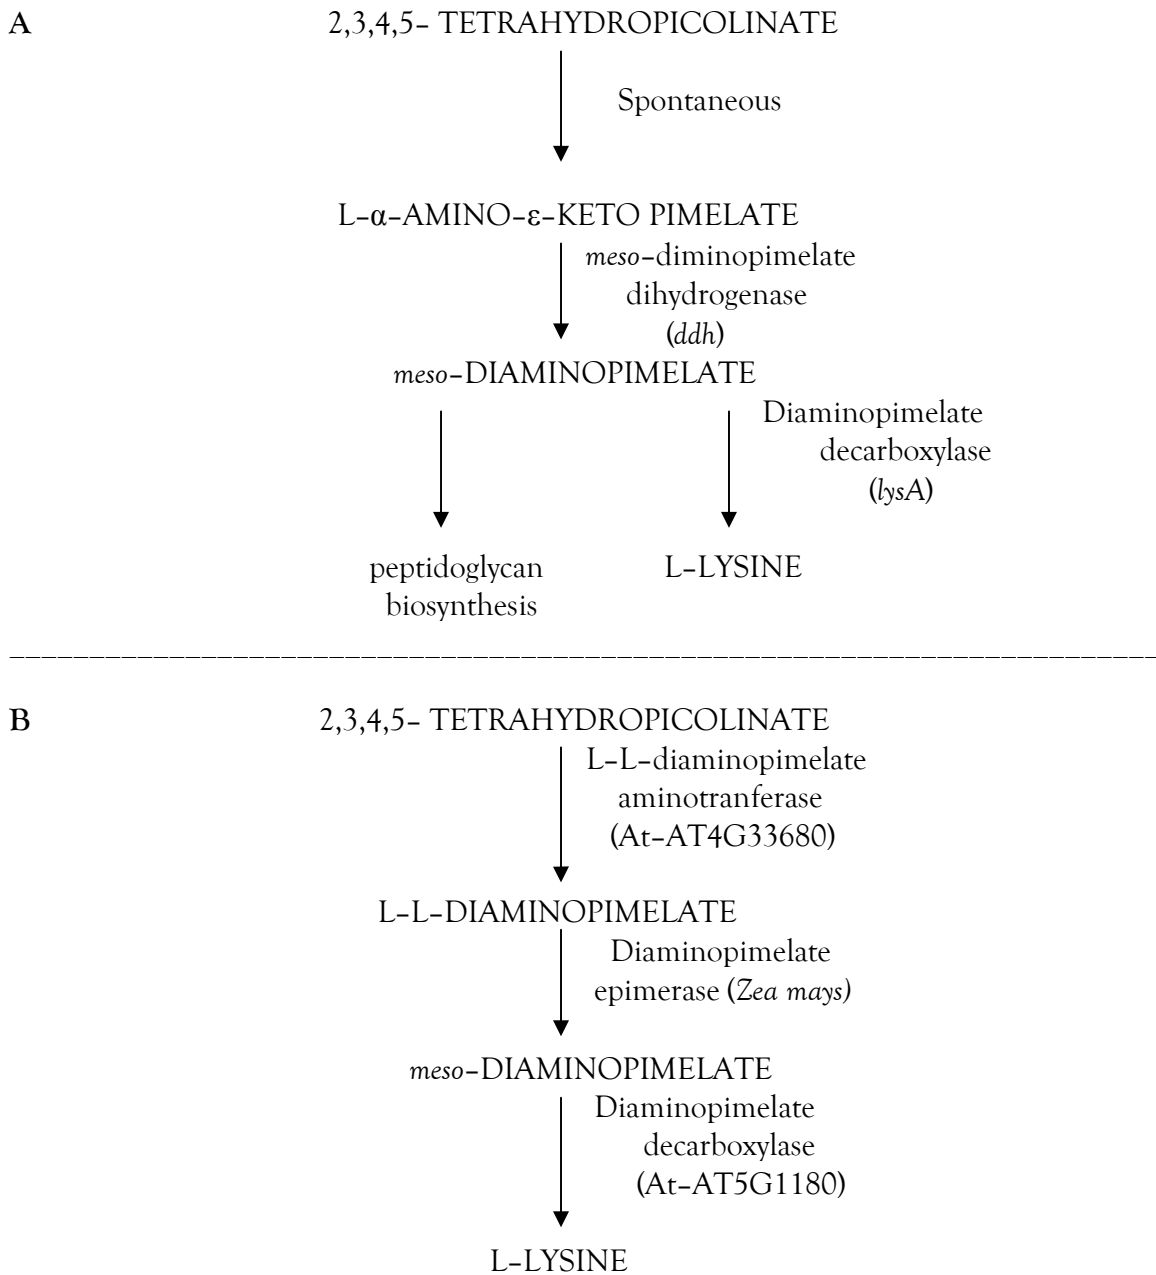 A
2,3,4,5- TETRAHYDROPICOLINATE
Spontaneous
L-α-AMINO-ε-KETO PIMELATE
meso-diminopimelate
dihydrogenase
(ddh)
meso-DIAMINOPIMELATE
Diaminopimelate
decarboxylase
(lysA)
peptidoglycan
biosynthesis
L-LYSINE
B
2,3,4,5- TETRAHYDROPICOLINATE
L-L-diaminopimelate
aminotranferase
(At-AT4G33680)
L-L-DIAMINOPIMELATE
Diaminopimelate
epimerase (Zea mays)
meso-DIAMINOPIMELATE
Diaminopimelate
decarboxylase
(At-AT5G1180)
L-LYSINE